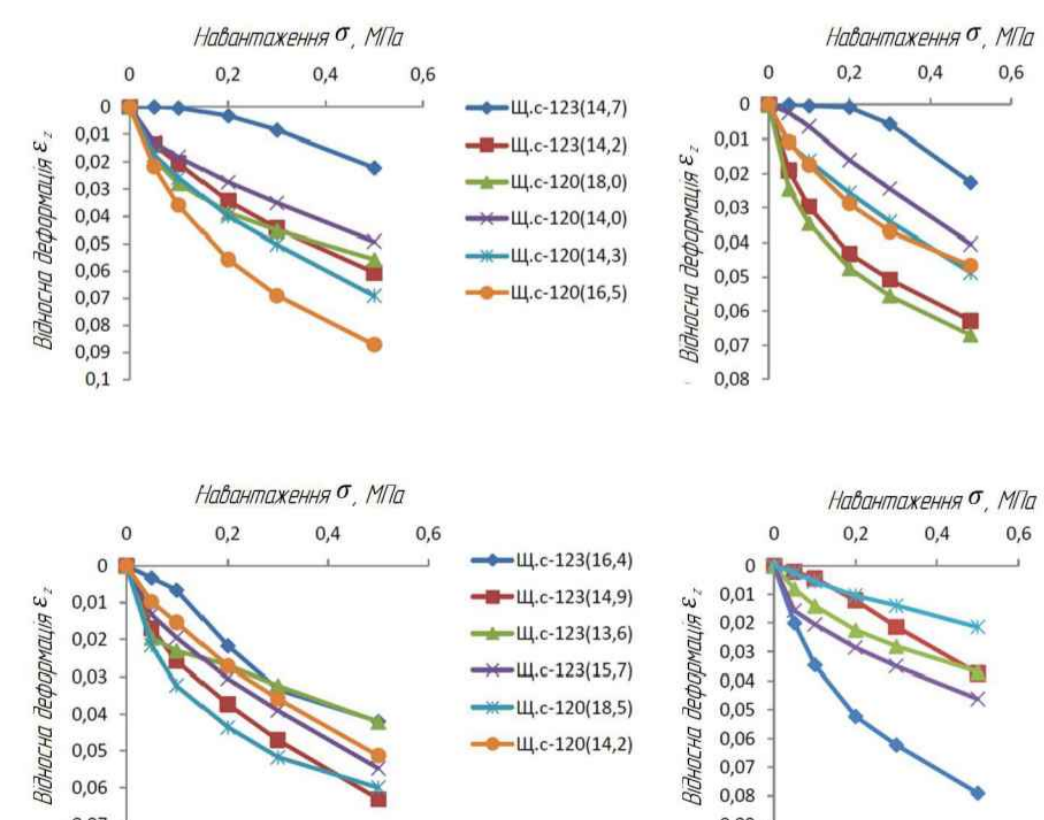 Навантаження σ, МПа
0 0,2 0,4 0,6
Відносна деформація ε_z
0
0,01
0,02
0,03
0,04
0,05
0,06
0,07
0,08
0,09
0,1
Щ.с-123(14,7)
Щ.с-123(14,2)
Щ.с-120(18,0)
Щ.с-120(14,0)
Щ.с-120(14,3)
Щ.с-120(16,5)
Навантаження σ, МПа
0 0,2 0,4 0,6
Відносна деформація ε_z
0
0,01
0,02
0,03
0,04
0,05
0,06
0,07
0,08
Навантаження σ, МПа
0 0,2 0,4 0,6
Відносна деформація ε_z
0
0,01
0,02
0,03
0,04
0,05
0,06
Щ.с-123(16,4)
Щ.с-123(14,9)
Щ.с-123(13,6)
Щ.с-123(15,7)
Щ.с-120(18,5)
Щ.с-120(14,2)
Навантаження σ, МПа
0 0,2 0,4 0,6
Відносна деформація ε_z
0
0,01
0,02
0,03
0,04
0,05
0,06
0,07
0,08